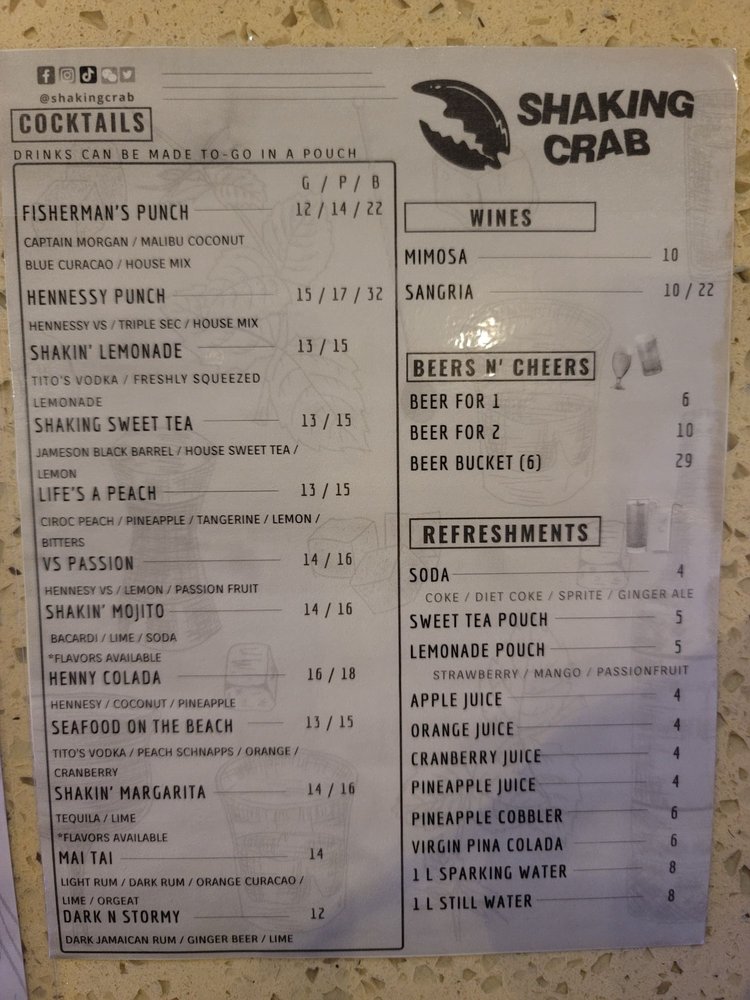 @shakingcrab
COCKTAILS
DRINKS CAN BE MADE TO-GO IN A POUCH
G / P / B
FISHERMAN'S PUNCH 12 / 14 / 22
CAPTAIN MORGAN / MALIBU COCONUT
BLUE CURACAO / HOUSE MIX
HENNESSY PUNCH 15 / 17 / 32
HENNESSY VS / TRIPLE SEC / HOUSE MIX
SHAKIN' LEMONADE 13 / 15
TITO'S VODKA / FRESHLY SQUEEZED
LEMONADE
SHAKING SWEET TEA 13 / 15
JAMESON BLACK BARREL / HOUSE SWEET TEA /
LEMON
LIFE'S A PEACH 13 / 15
CIROC PEACH / PINEAPPLE / TANGERINE / LEMON /
BITTERS
VS PASSION 14 / 16
HENNESY VS / LEMON / PASSION FRUIT
SHAKIN' MOJITO 14 / 16
BACARDI / LIME / SODA
*FLAVORS AVAILABLE
HENNY COLADA 16 / 18
HENNESY / COCONUT / PINEAPPLE
SEAFOOD ON THE BEACH 13 / 15
TITO'S VODKA / PEACH SCHNAPPS / ORANGE /
CRANBERRY
SHAKIN' MARGARITA 14 / 16
TEQUILA / LIME
*FLAVORS AVAILABLE
MAI TAI 14
LIGHT RUM / DARK RUM / ORANGE CURACAO /
LIME / ORGEAT
DARK N STORMY 12
DARK JAMAICAN RUM / GINGER BEER / LIME
SHAKING
CRAB
WINES
MIMOSA 10
SANGRIA 10 / 22
BEERS N' CHEERS
BEER FOR 1 6
BEER FOR 2 10
BEER BUCKET (6) 29
REFRESHMENTS
SODA 4
COKE / DIET COKE / SPRITE / GINGER ALE
SWEET TEA POUCH 5
LEMONADE POUCH 5
STRAWBERRY / MANGO / PASSIONFRUIT
APPLE JUICE 4
ORANGE JUICE 4
CRANBERRY JUICE 4
PINEAPPLE JUICE 4
PINEAPPLE COBBLER 6
VIRGIN PINA COLADA 6
1 L SPARKING WATER 8
1 L STILL WATER 8